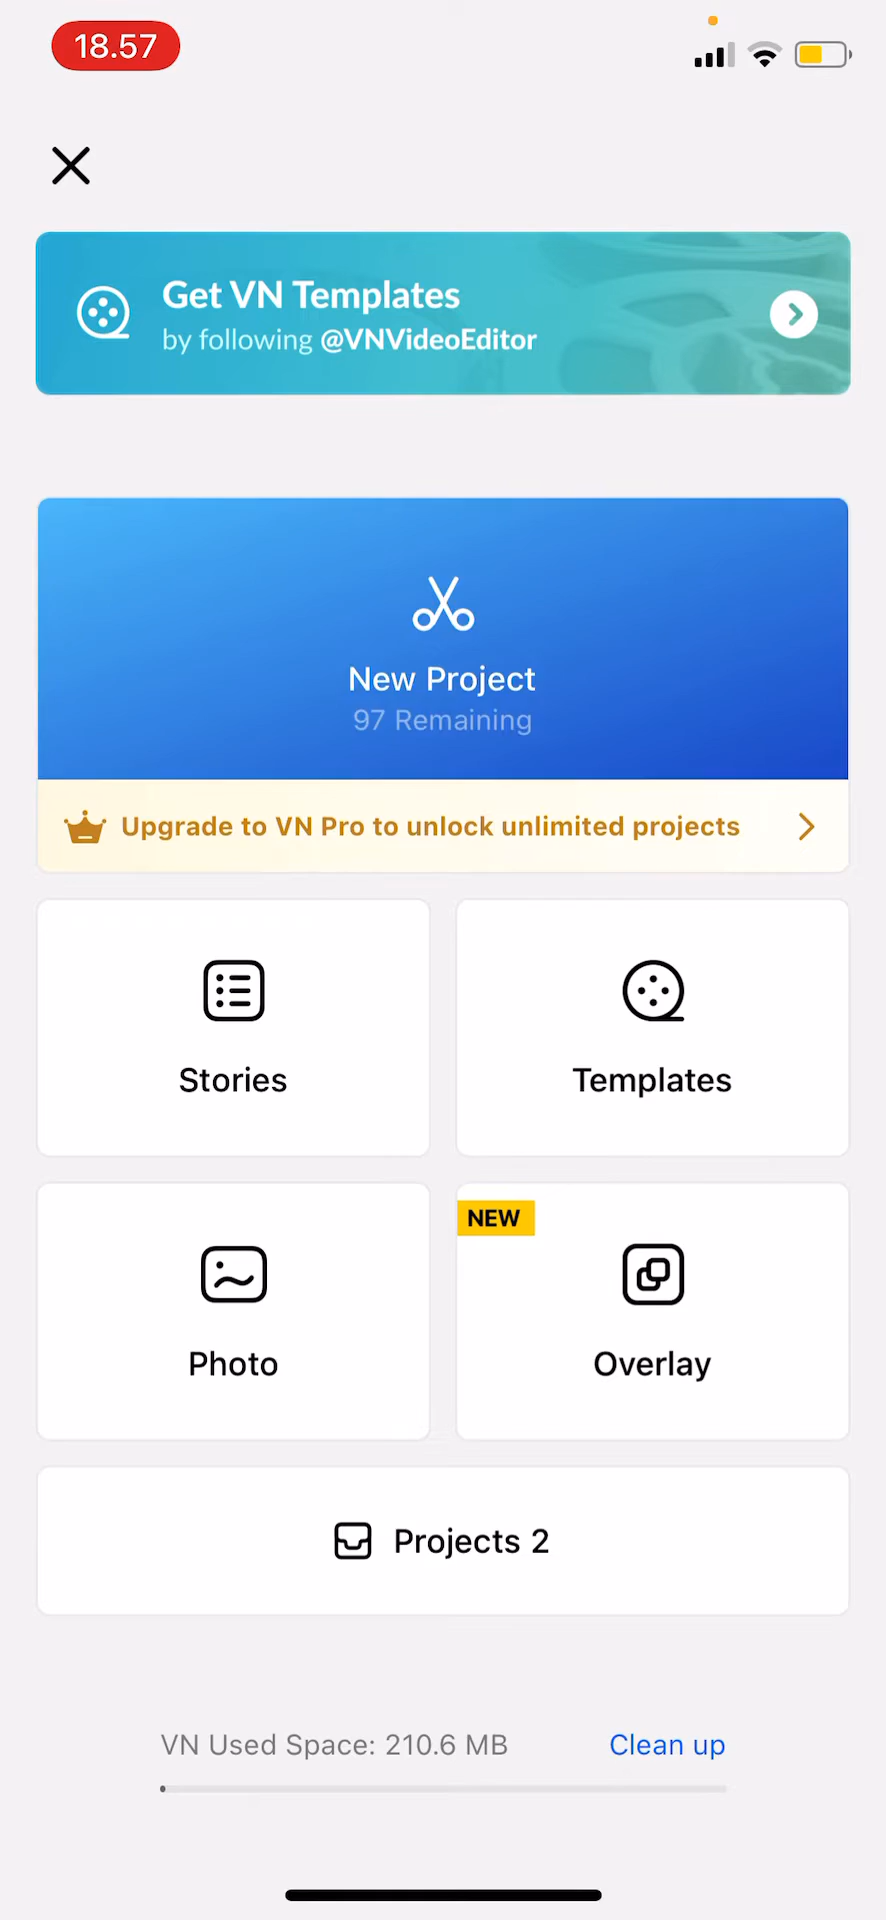 18.57
Get VN Templates
by following @VNVideoEditor
New Project
97 Remaining
Upgrade to VN Pro to unlock unlimited projects
Stories
Templates
Photo
NEW
Overlay
Projects 2
VN Used Space: 210.6 MB
Clean up